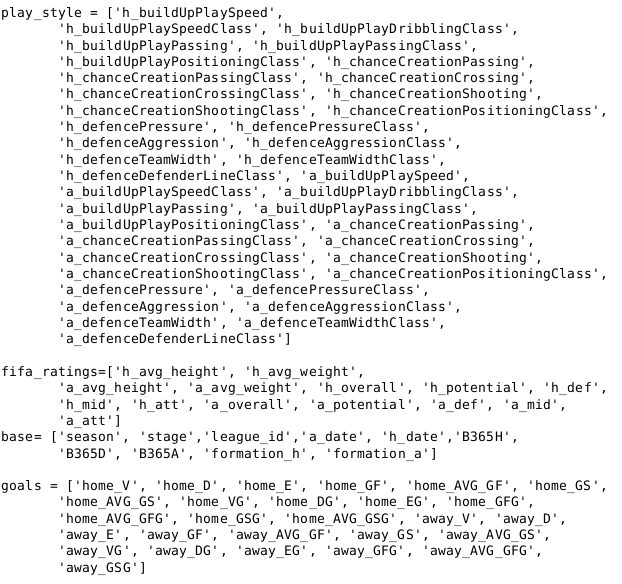 play_style = ['h_buildUpPlaySpeed',
'h_buildUpPlaySpeedClass', 'h_buildUpPlayDribblingClass',
'h_buildUpPlayPassing', 'h_buildUpPlayPassingClass',
'h_buildUpPlayPositioningClass', 'h_chanceCreationPassing',
'h_chanceCreationPassingClass', 'h_chanceCreationCrossing',
'h_chanceCreationCrossingClass', 'h_chanceCreationShooting',
'h_chanceCreationShootingClass', 'h_chanceCreationPositioningClass',
'h_defencePressure', 'h_defencePressureClass',
'h_defenceAggression', 'h_defenceAggressionClass',
'h_defenceTeamWidth', 'h_defenceTeamWidthClass',
'h_defenceDefenderLineClass', 'a_buildUpPlaySpeed',
'a_buildUpPlaySpeedClass', 'a_buildUpPlayDribblingClass',
'a_buildUpPlayPassing', 'a_buildUpPlayPassingClass',
'a_buildUpPlayPositioningClass', 'a_chanceCreationPassing',
'a_chanceCreationPassingClass', 'a_chanceCreationCrossing',
'a_chanceCreationCrossingClass', 'a_chanceCreationShooting',
'a_chanceCreationShootingClass', 'a_chanceCreationPositioningClass',
'a_defencePressure', 'a_defencePressureClass',
'a_defenceAggression', 'a_defenceAggressionClass',
'a_defenceTeamWidth', 'a_defenceTeamWidthClass',
'a_defenceDefenderLineClass']
fifa_ratings=['h_avg_height', 'h_avg_weight',
'a_avg_height', 'a_avg_weight', 'h_overall', 'h_potential', 'h_def',
'h_mid', 'h_att', 'a_overall', 'a_potential', 'a_def', 'a_mid',
'a_att']
base= ['season', 'stage','league_id','a_date', 'h_date','B365H',
'B365D', 'B365A', 'formation_h', 'formation_a']
goals = ['home_V', 'home_D', 'home_E', 'home_GF', 'home_AVG_GF', 'home_GS',
'home_AVG_GS', 'home_VG', 'home_DG', 'home_EG', 'home_GFG',
'home_AVG_GFG', 'home_GSG', 'home_AVG_GSG', 'away_V', 'away_D',
'away_E', 'away_GF', 'away_AVG_GF', 'away_GS', 'away_AVG_GS',
'away_VG', 'away_DG', 'away_EG', 'away_GFG', 'away_AVG_GFG',
'away_GSG']